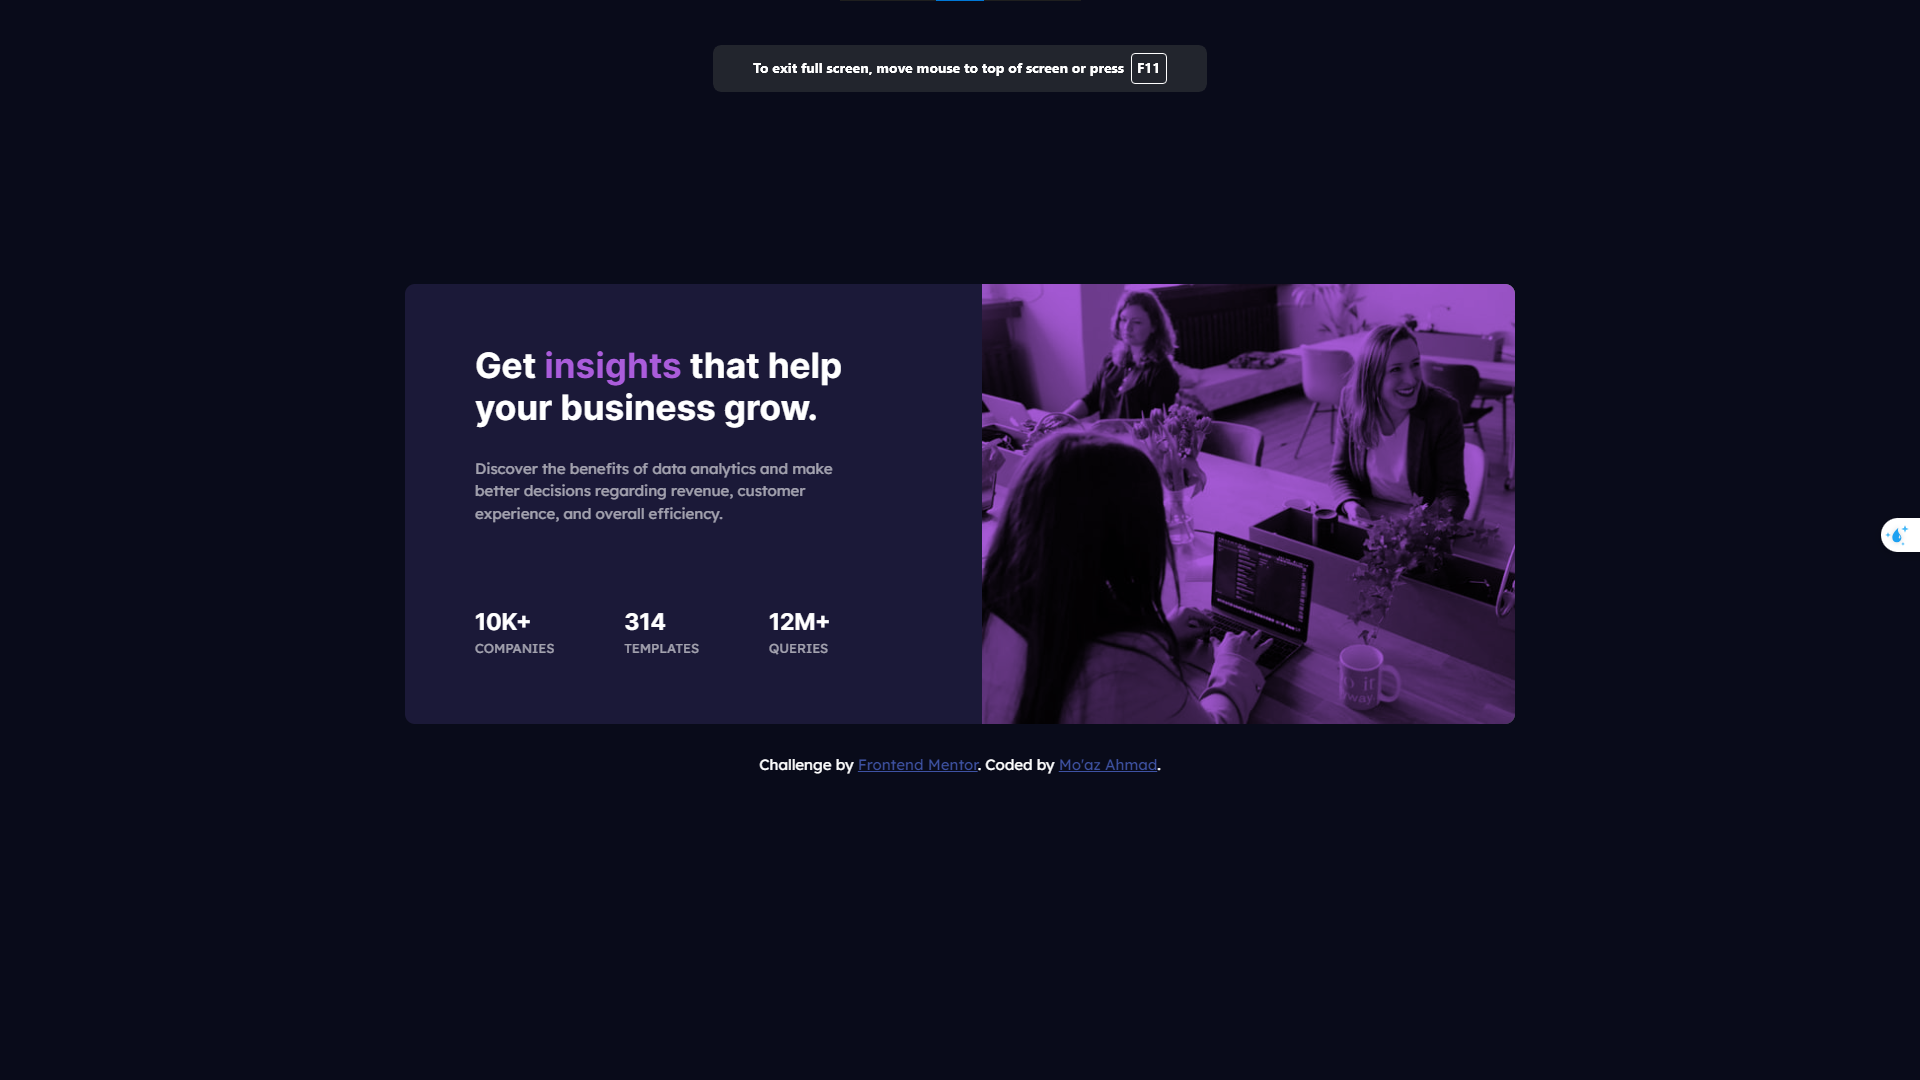 To exit full screen, move mouse to top of screen or press F11
Get insights that help
your business grow.
Discover the benefits of data analytics and make
better decisions regarding revenue, customer
experience, and overall efficiency.
10K+
COMPANIES
314
TEMPLATES
12M+
QUERIES
Challenge by Frontend Mentor. Coded by Mo'az Ahmad.